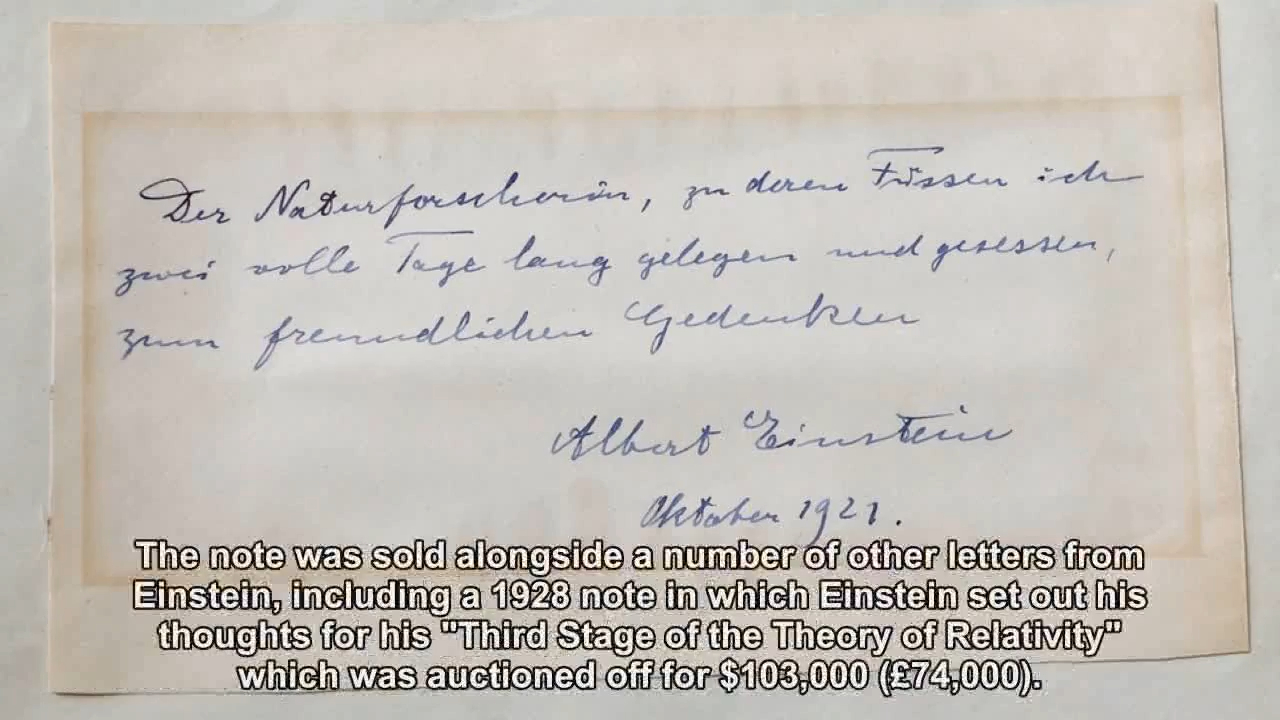 Der Naturforscherin, zu deren Füssen ich
zwei volle Tage lang gelegen und gesessen,
zum freundlichen Gedenken
Albert Einstein
Oktober 1921.
The note was sold alongside a number of other letters from
Einstein, including a 1928 note in which Einstein set out his
thoughts for his "Third Stage of the Theory of Relativity"
which was auctioned off for $103,000 (£74,000).